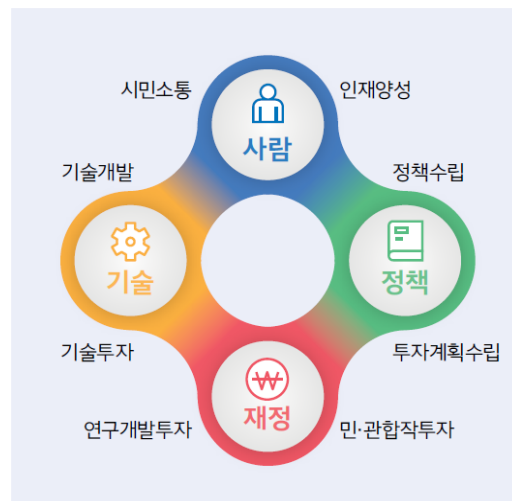 시민소통
인재양성
사람
기술개발
정책수립
기술
정책
기술투자
투자계획수립
재정
연구개발투자
민·관합작투자